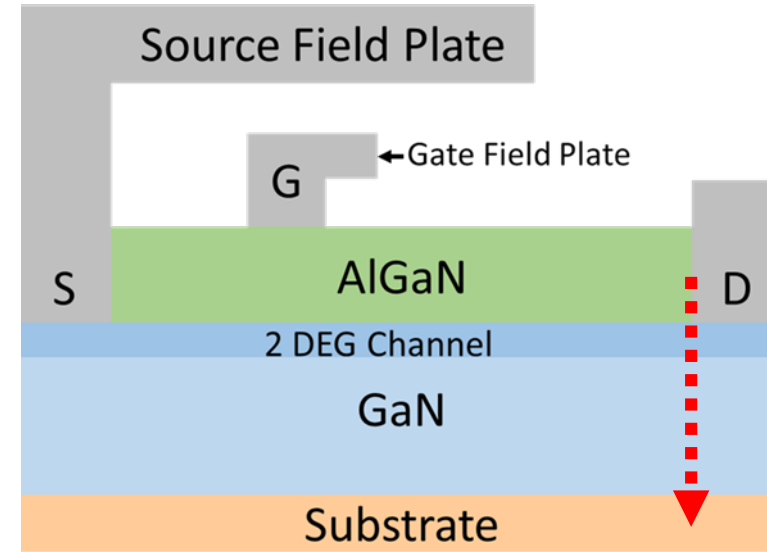 Source Field Plate
Gate Field Plate
G
AlGaN
S
D
2 DEG Channel
GaN
Substrate